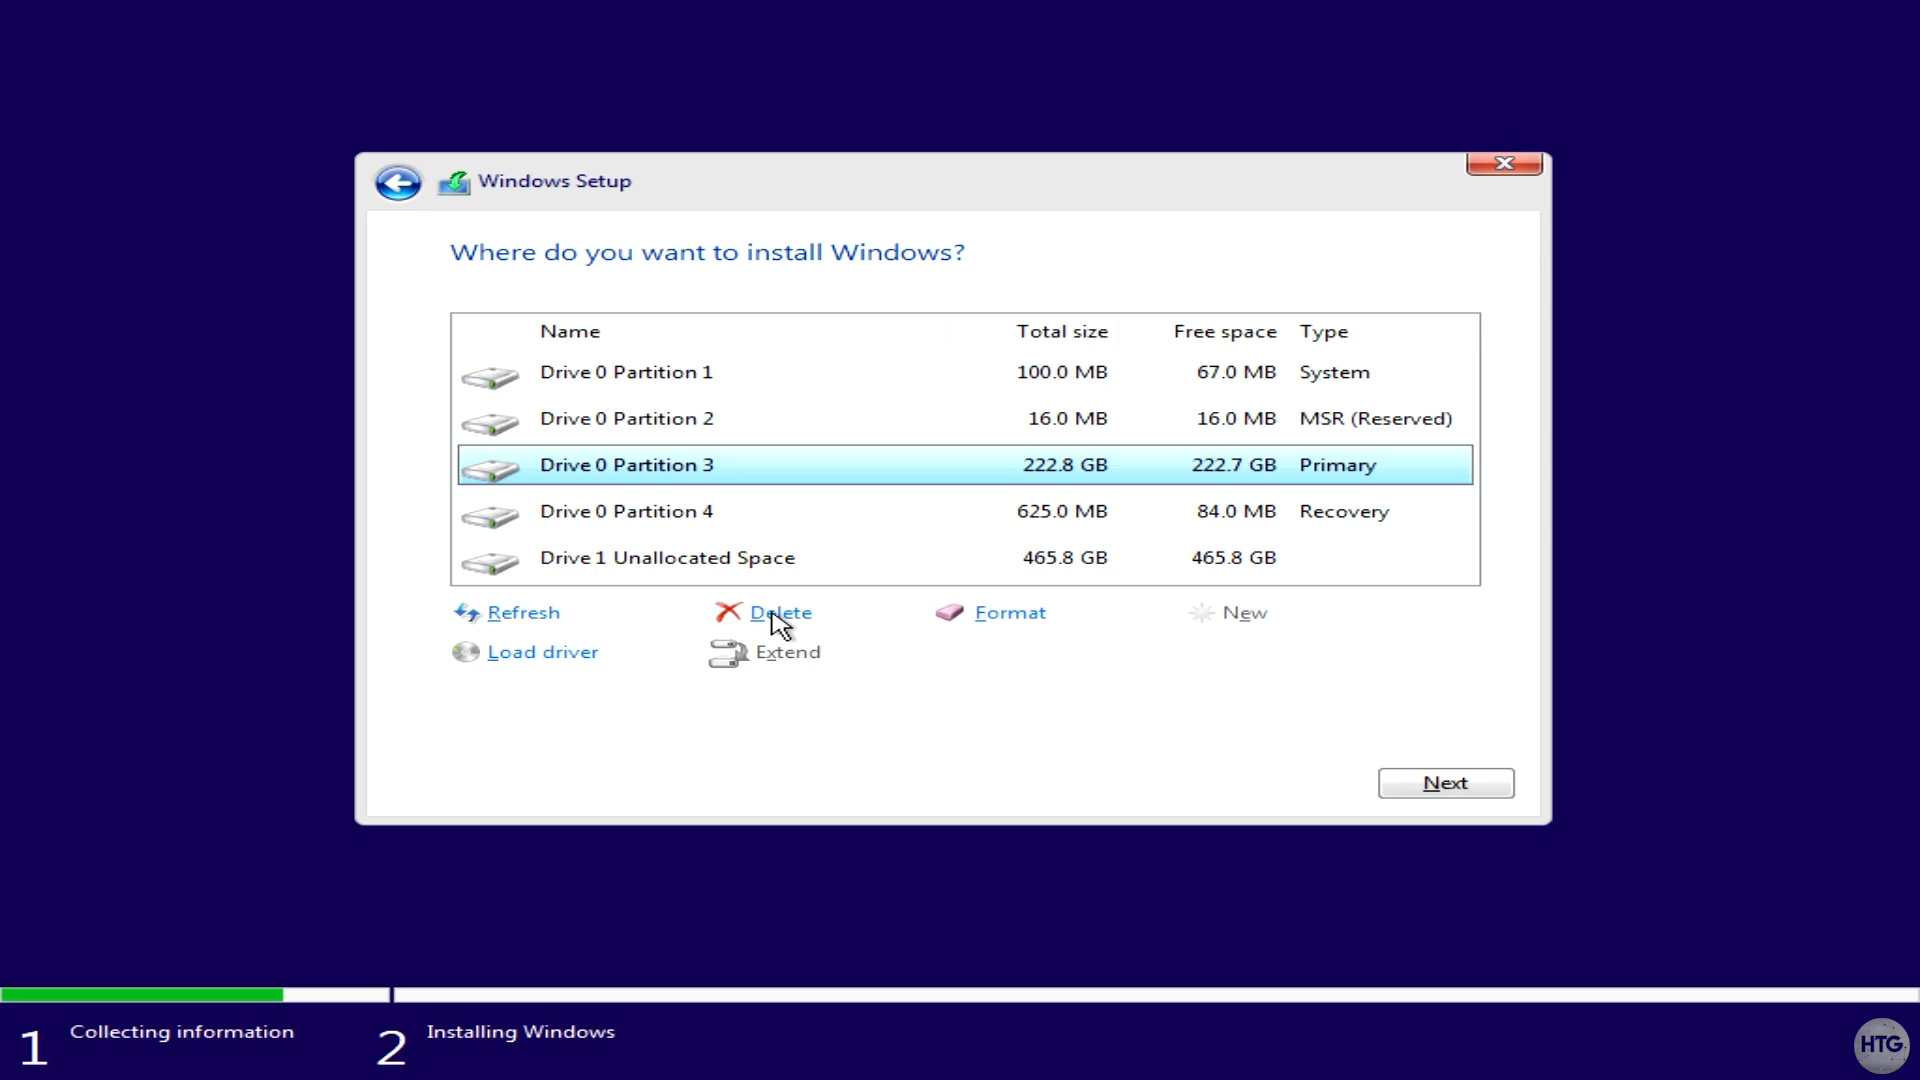 Windows Setup
Where do you want to install Windows?
Name Total size Free space Type
Drive 0 Partition 1 100.0 MB 67.0 MB System
Drive 0 Partition 2 16.0 MB 16.0 MB MSR (Reserved)
Drive 0 Partition 3 222.8 GB 222.7 GB Primary
Drive 0 Partition 4 625.0 MB 84.0 MB Recovery
Drive 1 Unallocated Space 465.8 GB 465.8 GB
Refresh Delete Format New
Load driver Extend
Next
1 Collecting information 2 Installing Windows
HTG